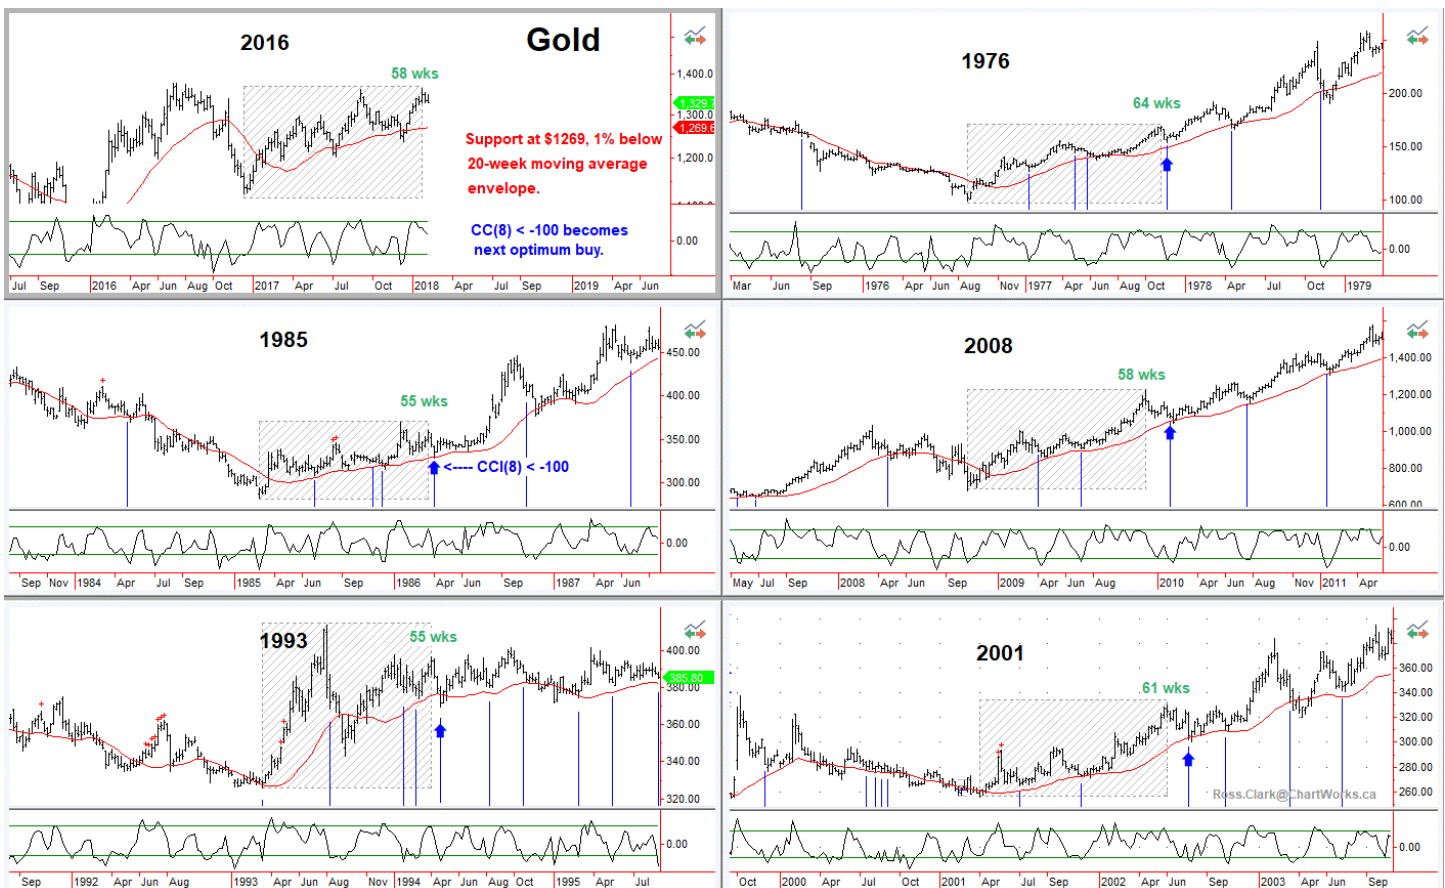 2016
Gold
58 wks
1,400.0
1,329.7
1,300.0
1,269.6
1,200.0
Support at $1269, 1% below
20-week moving average
envelope.
CC(8) < -100 becomes
next optimum buy.
0.00
Jul Sep 2016 Apr Jun Aug Oct 2017 Apr Jul Oct 2018 Apr Jul Sep 2019 Apr Jun
1976
64 wks
200.00
150.00
100.00
0.00
Mar Jun Sep 1976 Apr Jun Aug Nov 1977 Apr Jun Aug Oct 1978 Apr Jul Oct 1979
1985
55 wks
<---- CCI(8) < -100
450.00
400.00
350.00
300.00
0.00
Sep Nov 1984 Apr Jul Sep 1985 Apr Jun Sep 1986 Apr Jun Sep 1987 Apr Jun
2008
58 wks
1,400.00
1,200.00
1,000.00
800.00
600.00
0.00
May Jul Sep 2008 Apr Jun Sep 2009 Apr Jun Aug 2010 Apr Jun Aug Nov 2011 Apr
1993
55 wks
400.00
385.80
380.00
360.00
340.00
320.00
0.00
Sep 1992 Apr Jun Aug 1993 Apr Jun Aug Nov 1994 Apr Jun Aug Oct 1995 Apr Jul
2001
61 wks
360.00
340.00
320.00
300.00
280.00
260.00
Ross.Clark@ChartWorks.ca
0.00
Oct 2000 Apr Jul Oct 2001 Apr Jul Sep 2002 Apr Jun Sep 2003 Jun Sep